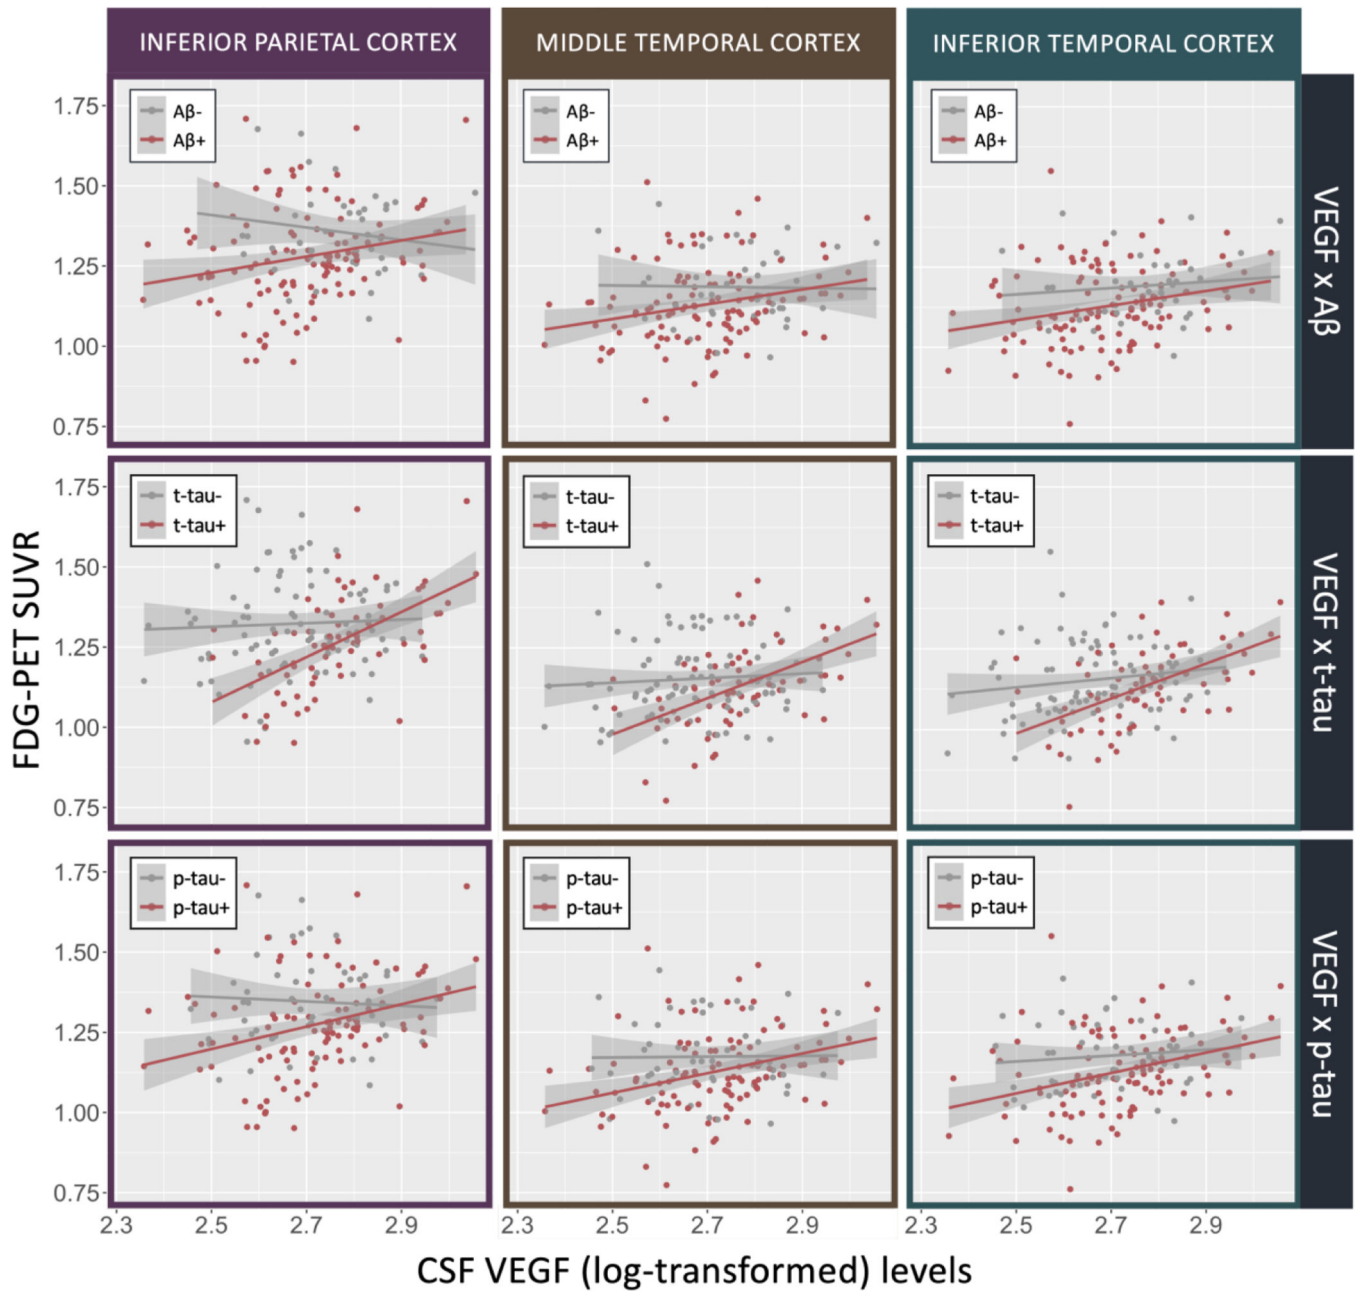 INFERIOR PARIETAL CORTEX
MIDDLE TEMPORAL CORTEX
INFERIOR TEMPORAL CORTEX
Aβ-
Aβ+
Aβ-
Aβ+
Aβ-
Aβ+
1.75
1.50
1.25
1.00
0.75
VEGF x Aβ
t-tau-
t-tau+
t-tau-
t-tau+
t-tau-
t-tau+
1.75
1.50
1.25
1.00
0.75
VEGF x t-tau
FDG-PET SUVR
p-tau-
p-tau+
p-tau-
p-tau+
p-tau-
p-tau+
1.75
1.50
1.25
1.00
0.75
VEGF x p-tau
2.3 2.5 2.7 2.9
2.3 2.5 2.7 2.9
2.3 2.5 2.7 2.9
CSF VEGF (log-transformed) levels